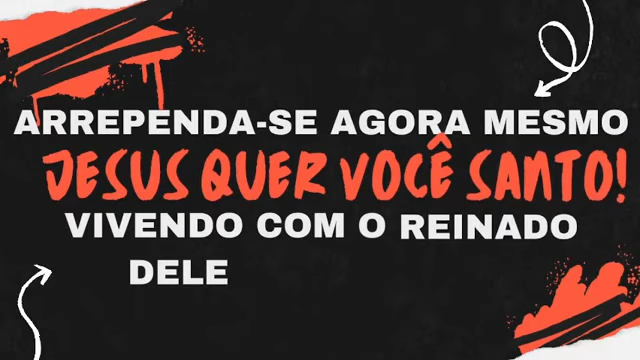 ARREPENDA-SE AGORA MESMO
JESUS QUER VOCÊ SANTO!
VIVENDO COM O REINADO
DELE